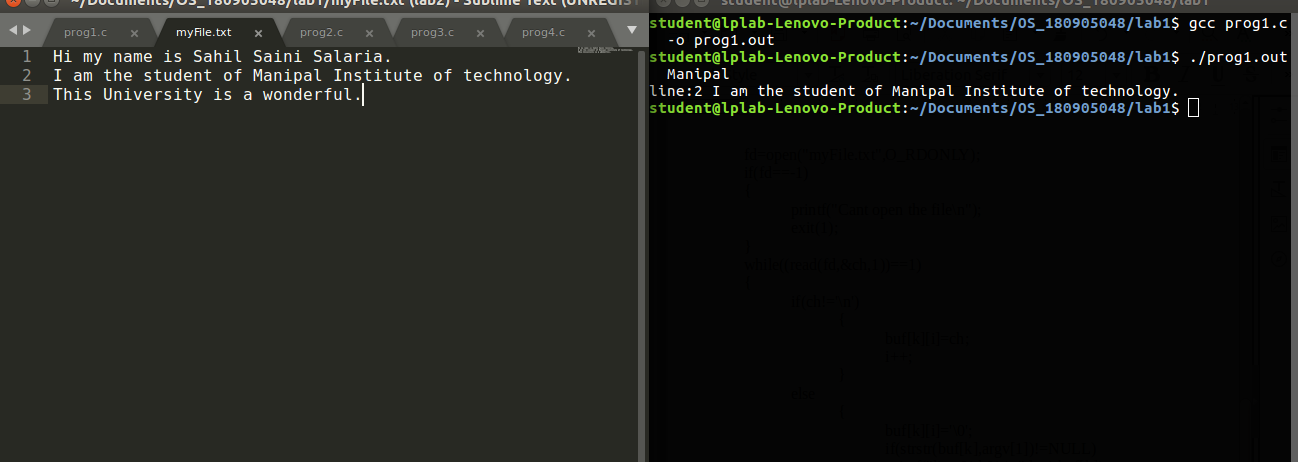 ~/Documents/OS_180905048/lab1/myFile.txt (lab2) - Sublime Text (UNREGIST
prog1.c
myFile.txt
prog2.c
prog3.c
prog4.c
1 Hi my name is Sahil Saini Salaria.
2 I am the student of Manipal Institute of technology.
3 This University is a wonderful.
student@lplab-Lenovo-Product: ~/Documents/OS_180905048/lab1
student@lplab-Lenovo-Product:~/Documents/OS_180905048/lab1$ gcc prog1.c
-o prog1.out
student@lplab-Lenovo-Product:~/Documents/OS_180905048/lab1$ ./prog1.out
Manipal
line:2 I am the student of Manipal Institute of technology.
student@lplab-Lenovo-Product:~/Documents/OS_180905048/lab1$